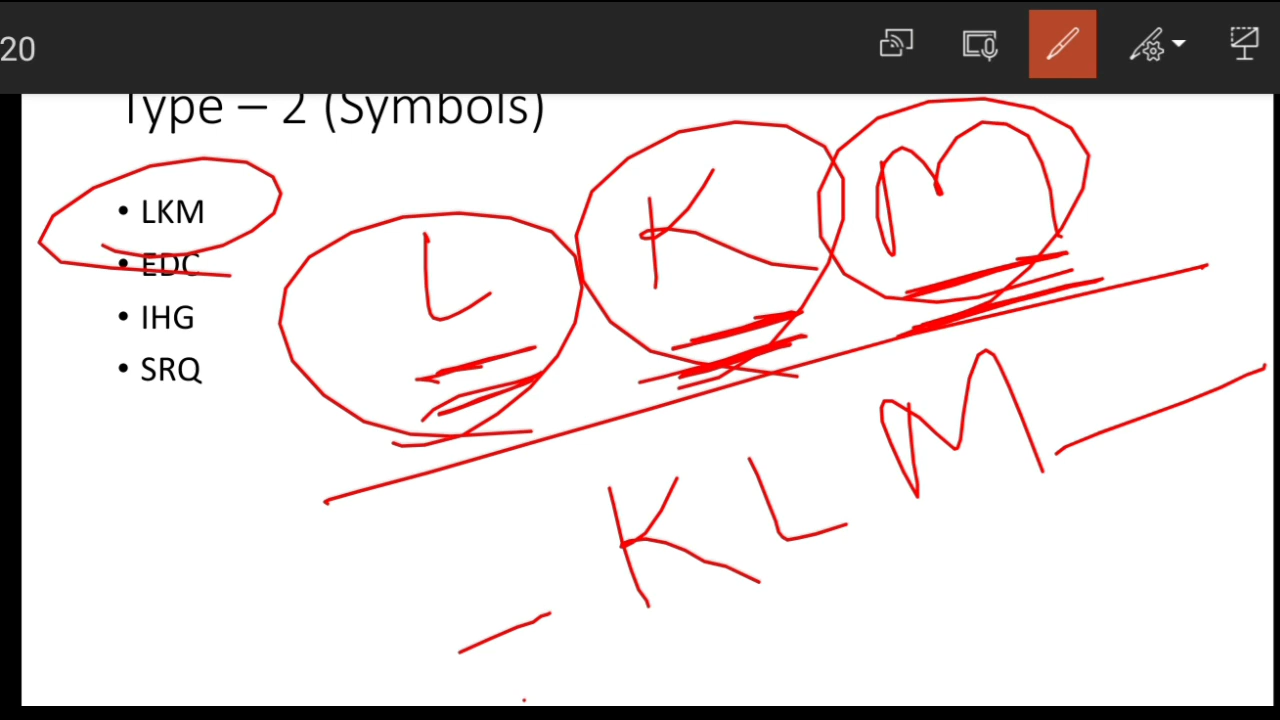 20
Type – 2 (Symbols)
• LKM
• EDC
• IHG
• SRQ
L K M
K L M